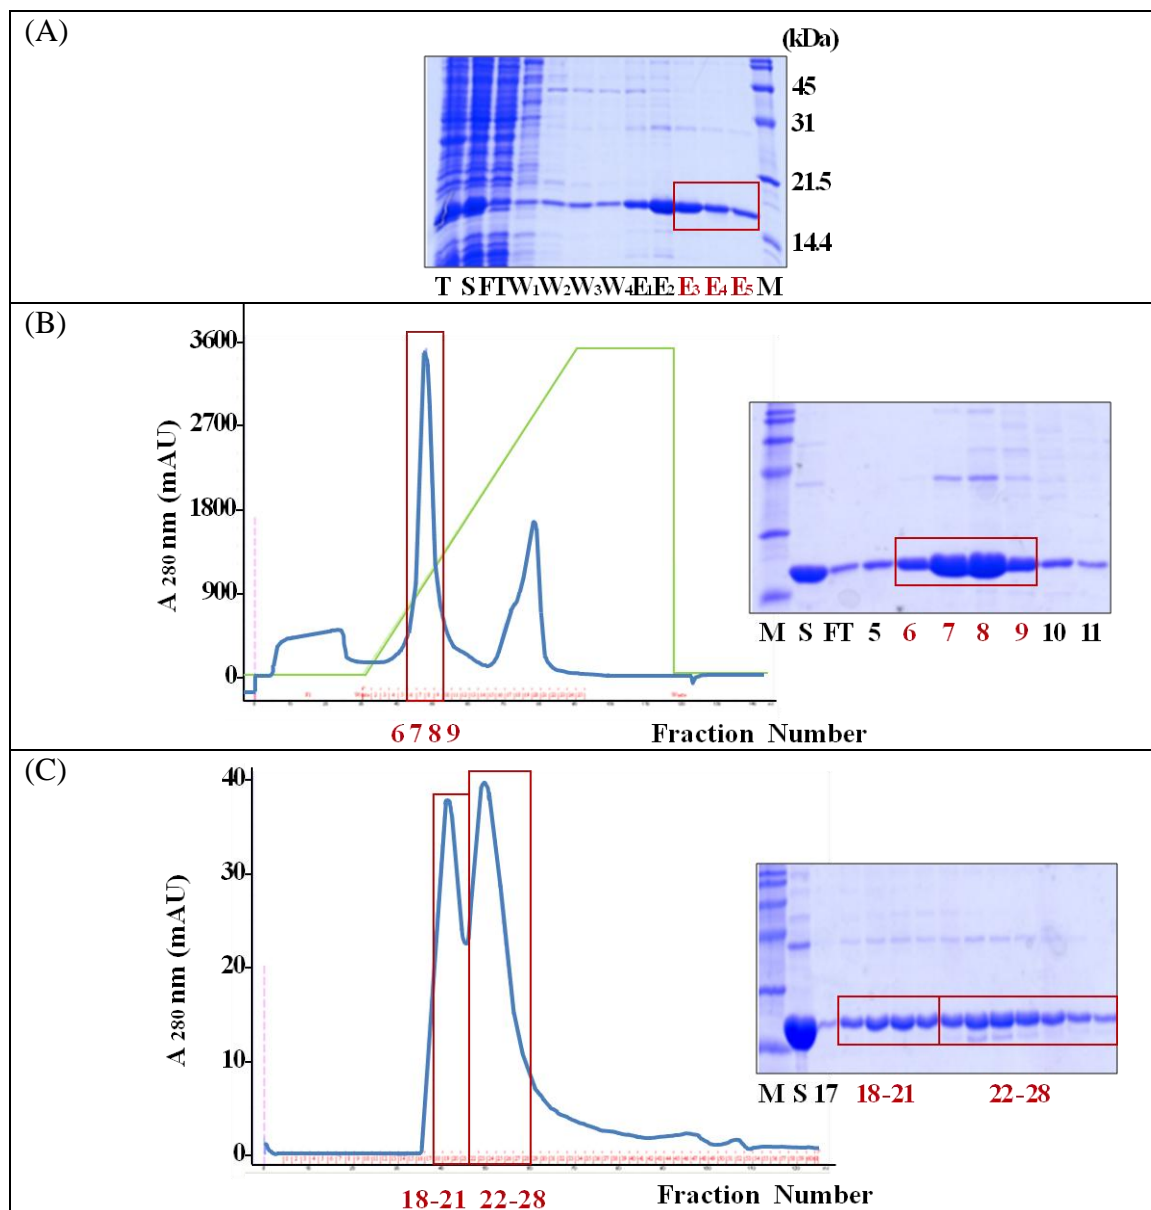 (A)
(kDa)
45
31
21.5
14.4
T S FT W1 W2 W3 W4 E1 E2 E3 E4 E5 M
(B)
3600
2700
1800
900
0
A 280 nm (mAU)
M S FT 5 6 7 8 9 10 11
6 7 8 9
Fraction Number
(C)
40
30
20
10
0
A 280 nm (mAU)
M S 17 18-21 22-28
18-21 22-28
Fraction Number